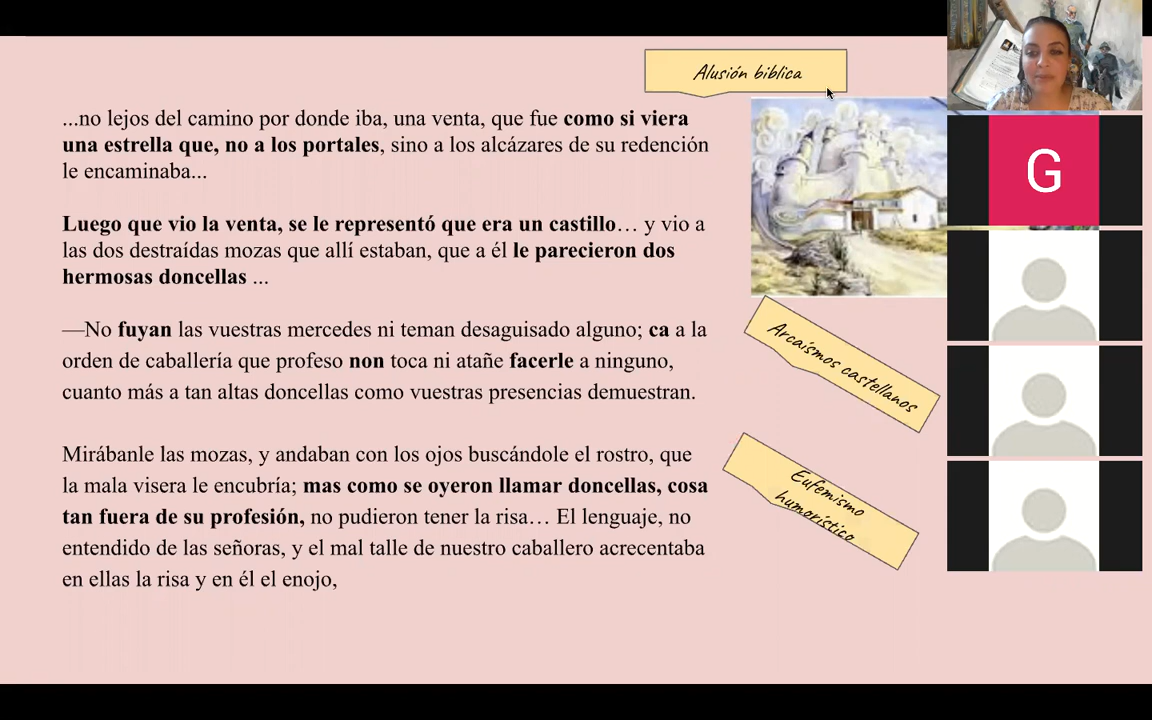 Alusión biblica
...no lejos del camino por donde iba, una venta, que fue como si viera
una estrella que, no a los portales, sino a los alcázares de su redención
le encaminaba...
Luego que vio la venta, se le representó que era un castillo… y vio a
las dos destraídas mozas que allí estaban, que a él le parecieron dos
hermosas doncellas ...
—No fuyan las vuestras mercedes ni teman desaguisado alguno; ca a la
orden de caballería que profeso non toca ni atañe facerle a ninguno,
cuanto más a tan altas doncellas como vuestras presencias demuestran.
Arcaísmos castellanos
Mirábanle las mozas, y andaban con los ojos buscándole el rostro, que
la mala visera le encubría; mas como se oyeron llamar doncellas, cosa
tan fuera de su profesión, no pudieron tener la risa… El lenguaje, no
entendido de las señoras, y el mal talle de nuestro caballero acrecentaba
en ellas la risa y en él el enojo,
Eufemismo
humorístico
G